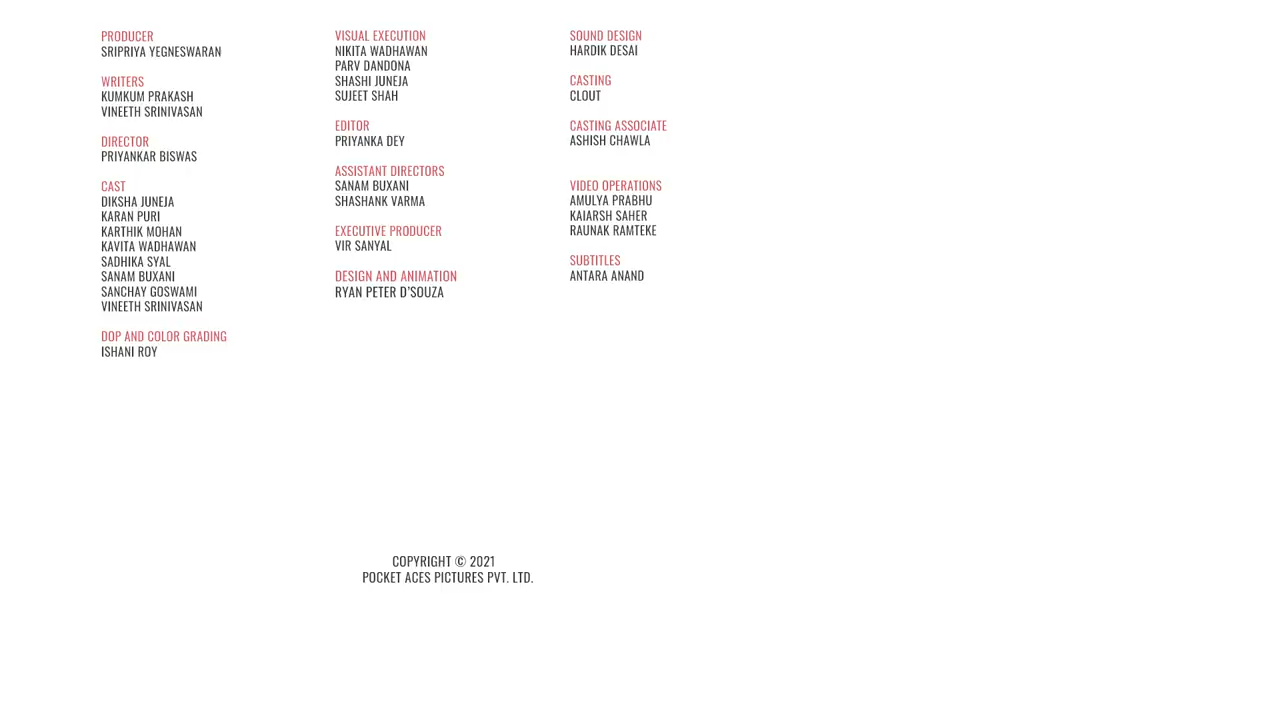 PRODUCER
SRIPRIYA YEGNESWARAN
WRITERS
KUMKUM PRAKASH
VINEETH SRINIVASAN
DIRECTOR
PRIYANKAR BISWAS
CAST
DIKSHA JUNEJA
KARAN PURI
KARTHIK MOHAN
KAVITA WADHAWAN
SADHIKA SYAL
SANAM BUXANI
SANCHAY GOSWAMI
VINEETH SRINIVASAN
DOP AND COLOR GRADING
ISHANI ROY
VISUAL EXECUTION
NIKITA WADHAWAN
PARV DANDONA
SHASHI JUNEJA
SUJEET SHAH
EDITOR
PRIYANKA DEY
ASSISTANT DIRECTORS
SANAM BUXANI
SHASHANK VARMA
EXECUTIVE PRODUCER
VIR SANYAL
DESIGN AND ANIMATION
RYAN PETER D'SOUZA
SOUND DESIGN
HARDIK DESAI
CASTING
CLOUT
CASTING ASSOCIATE
ASHISH CHAWLA
VIDEO OPERATIONS
AMULYA PRABHU
KAIARSH SAHER
RAUNAK RAMTEKE
SUBTITLES
ANTARA ANAND
COPYRIGHT © 2021
POCKET ACES PICTURES PVT. LTD.